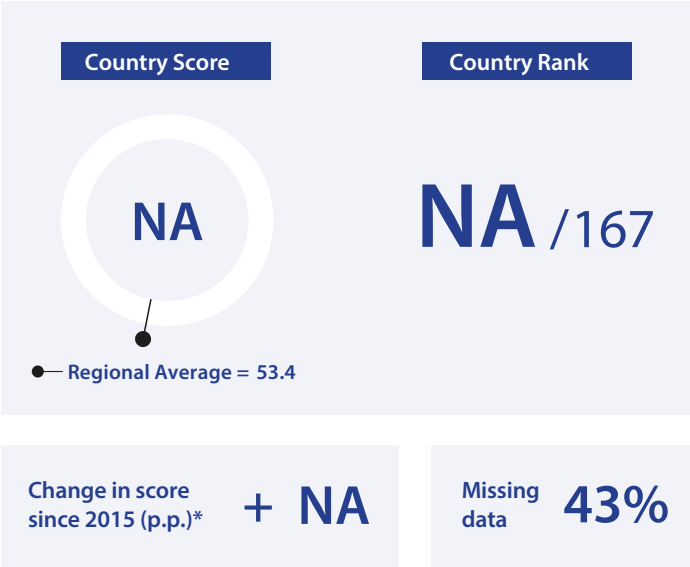 Country Score
Country Rank
NA
NA /167
Regional Average = 53.4
Change in score
since 2015 (p.p.)*
+ NA
Missing
data
43%